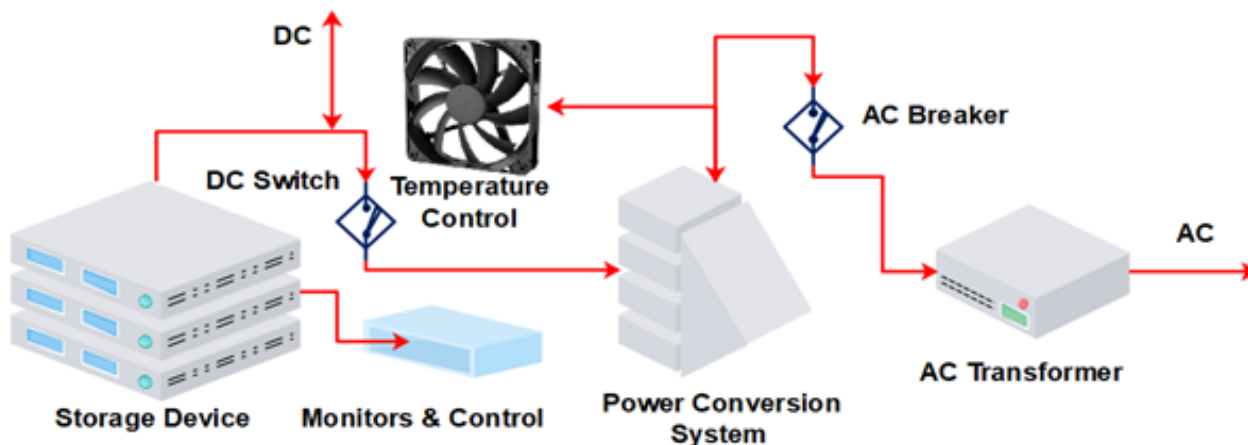 DC
AC Breaker
DC Switch
Temperature
Control
AC
Storage Device
Monitors & Control
Power Conversion
System
AC Transformer